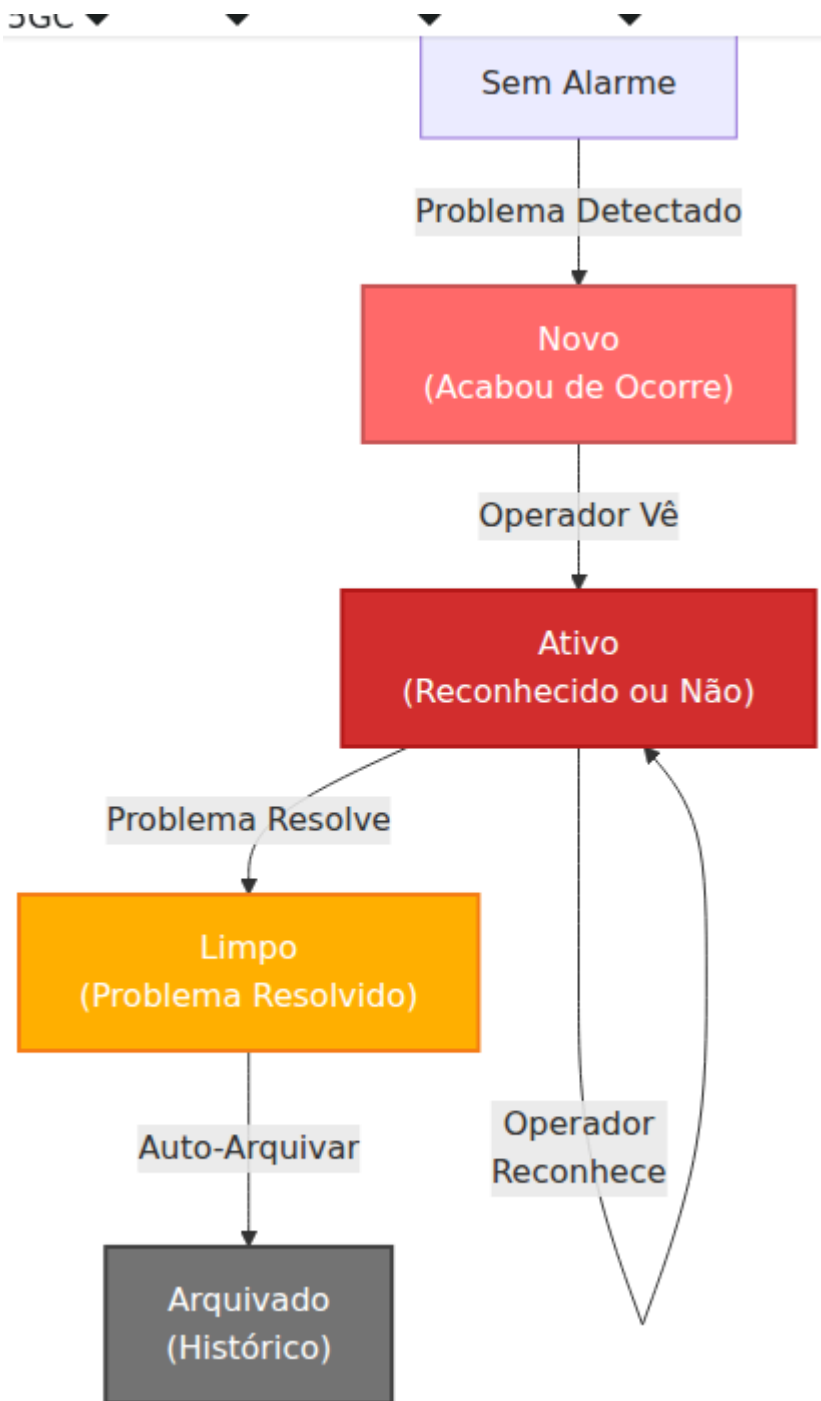 5GC
Sem Alarme
Problema Detectado
Novo
(Acabou de Ocorre)
Operador Vê
Ativo
(Reconhecido ou Não)
Problema Resolve
Limpo
(Problema Resolvido)
Operador
Reconhece
Auto-Arquivar
Arquivado
(Histórico)